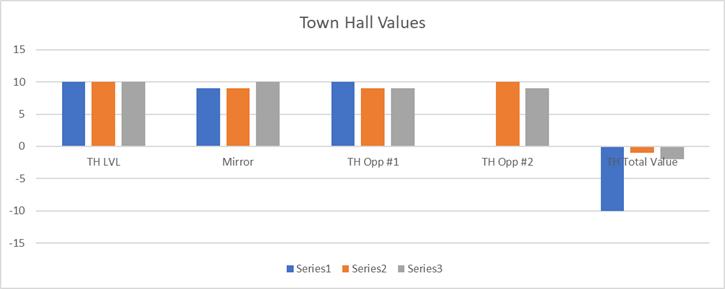 Town Hall Values
15
10
5
0
-5
-10
-15
TH LVL Mirror TH Opp #1 TH Opp #2 TH Total Value
Series1 Series2 Series3